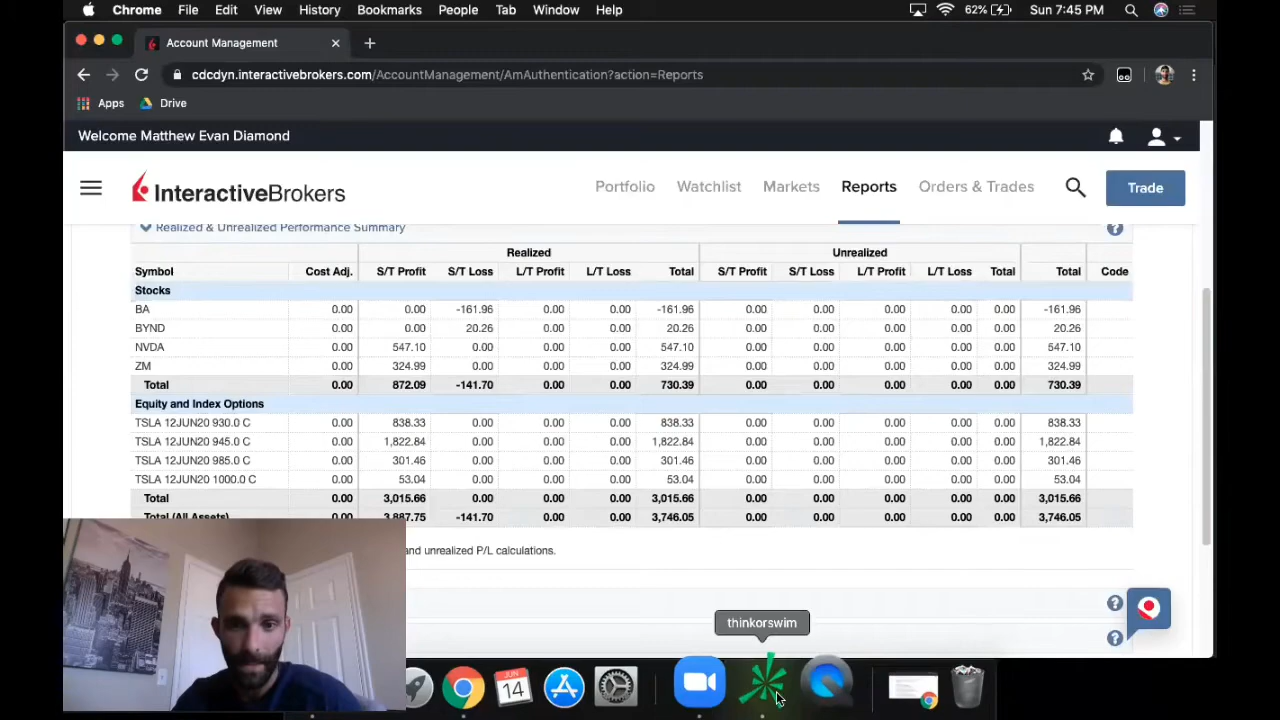 Chrome File Edit View History Bookmarks People Tab Window Help 62% Sun 7:45 PM
Account Management
cdcdyn.interactivebrokers.com/AccountManagement/AmAuthentication?action=Reports
Apps Drive
Welcome Matthew Evan Diamond
InteractiveBrokers Portfolio Watchlist Markets Reports Orders & Trades Trade
Realized & Unrealized Performance Summary ?
Realized Unrealized
Symbol Cost Adj. S/T Profit S/T Loss L/T Profit L/T Loss Total S/T Profit S/T Loss L/T Profit L/T Loss Total Total Code
Stocks
BA 0.00 0.00 -161.96 0.00 0.00 -161.96 0.00 0.00 0.00 0.00 0.00 -161.96
BYND 0.00 0.00 20.26 0.00 0.00 20.26 0.00 0.00 0.00 0.00 0.00 20.26
NVDA 0.00 547.10 0.00 0.00 0.00 547.10 0.00 0.00 0.00 0.00 0.00 547.10
ZM 0.00 324.99 0.00 0.00 0.00 324.99 0.00 0.00 0.00 0.00 0.00 324.99
Total 0.00 872.09 -141.70 0.00 0.00 730.39 0.00 0.00 0.00 0.00 0.00 730.39
Equity and Index Options
TSLA 12JUN20 930.0 C 0.00 838.33 0.00 0.00 0.00 838.33 0.00 0.00 0.00 0.00 0.00 838.33
TSLA 12JUN20 945.0 C 0.00 1,822.84 0.00 0.00 0.00 1,822.84 0.00 0.00 0.00 0.00 0.00 1,822.84
TSLA 12JUN20 985.0 C 0.00 301.46 0.00 0.00 0.00 301.46 0.00 0.00 0.00 0.00 0.00 301.46
TSLA 12JUN20 1000.0 C 0.00 53.04 0.00 0.00 0.00 53.04 0.00 0.00 0.00 0.00 0.00 53.04
Total 0.00 3,015.66 0.00 0.00 0.00 3,015.66 0.00 0.00 0.00 0.00 0.00 3,015.66
Total (All Assets) 0.00 3,887.75 -141.70 0.00 0.00 3,746.05 0.00 0.00 0.00 0.00 0.00 3,746.05
and unrealized P/L calculations.
?
thinkorswim
?
JUN
14